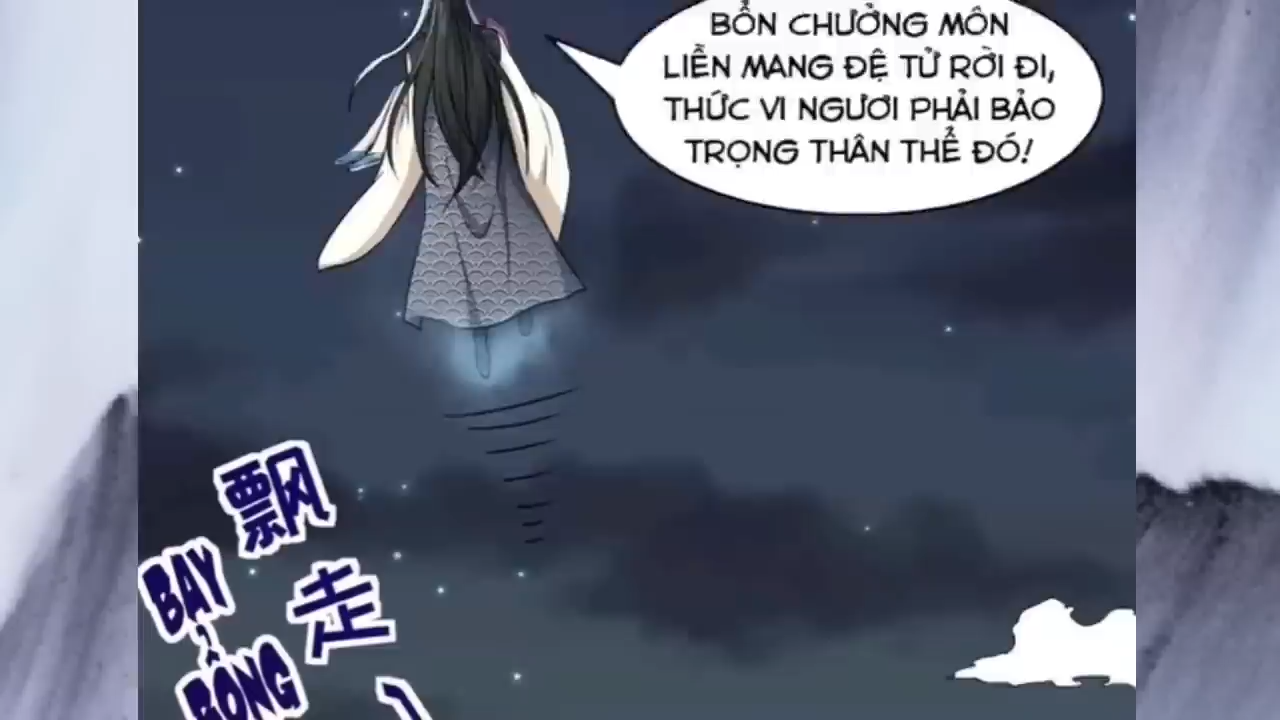 BỔN CHƯỞNG MÔN
LIỀN MANG ĐỆ TỬ RỜI ĐI,
THỨC VI NGƯƠI PHẢI BẢO
TRỌNG THÂN THỂ ĐÓ!
飘
走
BAY
BỔNG